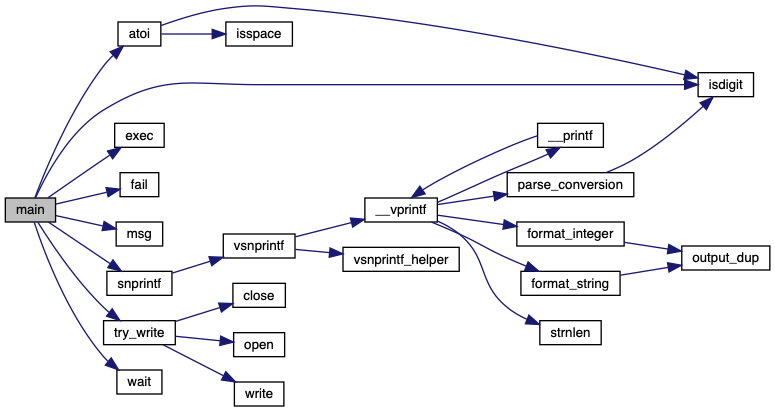 atoi
isspace
isdigit
exec
__printf
fail
parse_conversion
main
__vprintf
msg
format_integer
vsnprintf
vsnprintf_helper
output_dup
snprintf
format_string
close
try_write
strnlen
open
wait
write